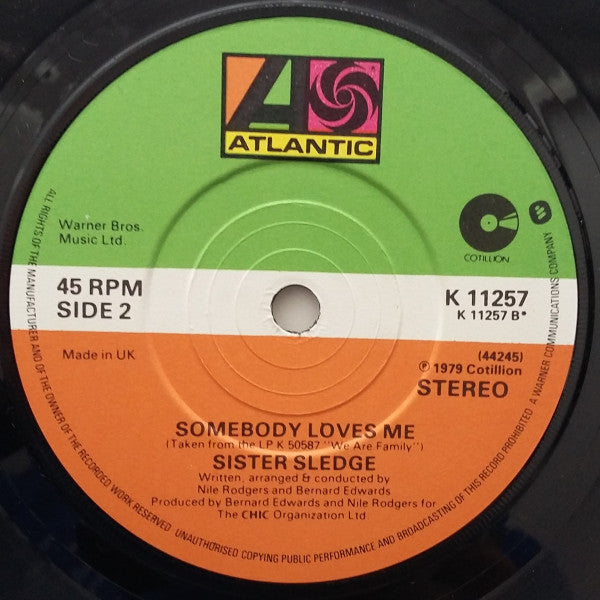 ATLANTIC
Warner Bros.
Music Ltd.
COTILLION
45 RPM
SIDE 2
K 11257
K 11257 B•
Made in UK
(44245)
℗ 1979 Cotillion
STEREO
SOMEBODY LOVES ME
(Taken from the LP K 50587 "We Are Family")
SISTER SLEDGE
Written, arranged & conducted by
Nile Rodgers and Bernard Edwards
Produced by Bernard Edwards and Nile Rodgers for
The CHIC Organization Ltd.
ALL RIGHTS OF THE MANUFACTURER AND OF THE OWNER OF THE RECORDED WORK RESERVED UNAUTHORISED COPYING PUBLIC PERFORMANCE AND BROADCASTING OF THIS RECORD PROHIBITED A WARNER COMMUNICATIONS COMPANY